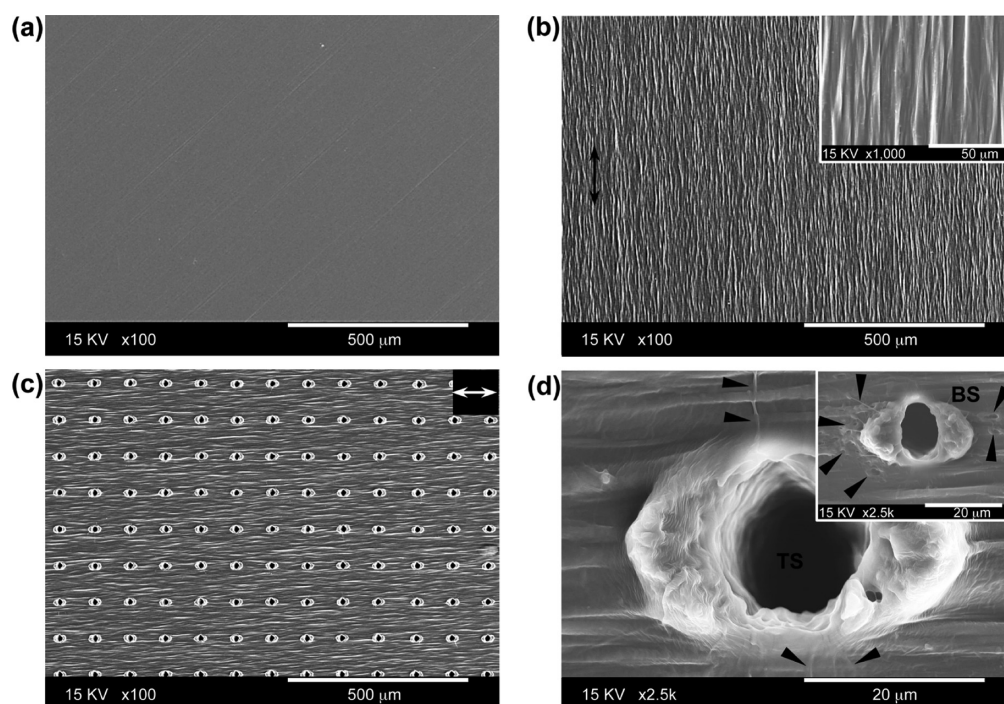 (a)
15 KV x100 500 μm
(b)
15 KV x1,000 50 μm
15 KV x100 500 μm
(c)
15 KV x100 500 μm
(d)
BS
15 KV x2.5k 20 μm
TS
15 KV x2.5k 20 μm